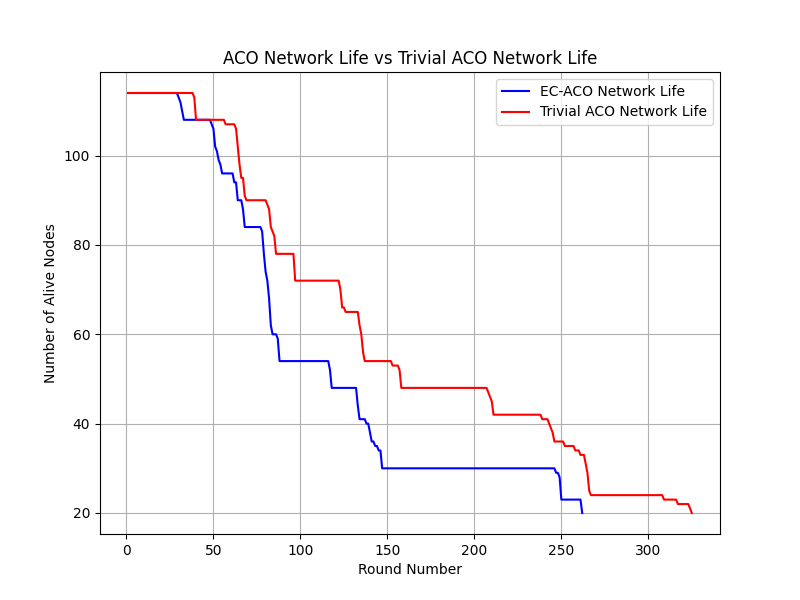 ACO Network Life vs Trivial ACO Network Life
EC-ACO Network Life
Trivial ACO Network Life
Number of Alive Nodes
100
80
60
40
20
0 50 100 150 200 250 300
Round Number